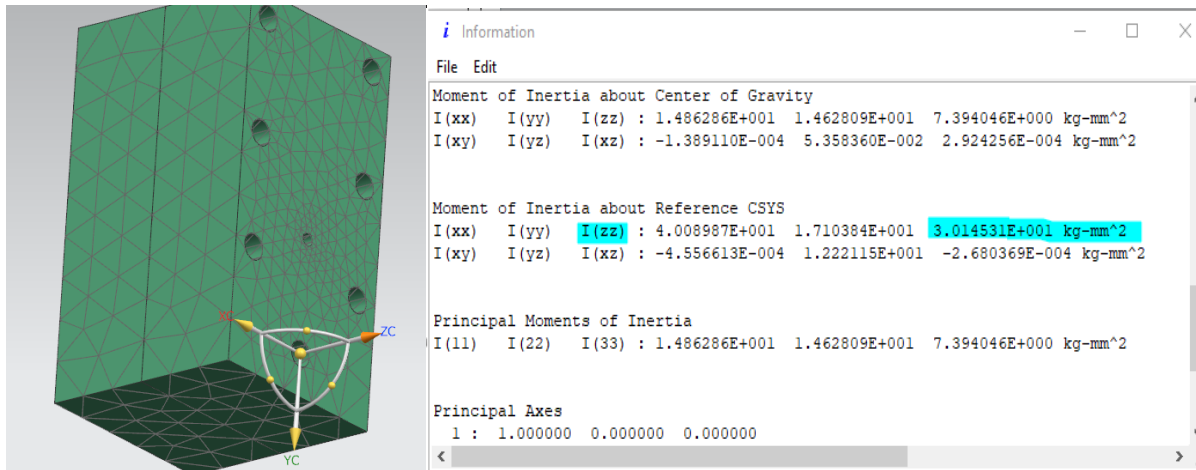 XC
ZC
YC
i Information
File Edit
Moment of Inertia about Center of Gravity
I(xx) I(yy) I(zz) : 1.486286E+001 1.462809E+001 7.394046E+000 kg-mm^2
I(xy) I(yz) I(xz) : -1.389110E-004 5.358360E-002 2.924256E-004 kg-mm^2
Moment of Inertia about Reference CSYS
I(xx) I(yy) I(zz) : 4.008987E+001 1.710384E+001 3.014531E+001 kg-mm^2
I(xy) I(yz) I(xz) : -4.556613E-004 1.222115E+001 -2.680369E-004 kg-mm^2
Principal Moments of Inertia
I(11) I(22) I(33) : 1.486286E+001 1.462809E+001 7.394046E+000 kg-mm^2
Principal Axes
1 : 1.000000 0.000000 0.000000